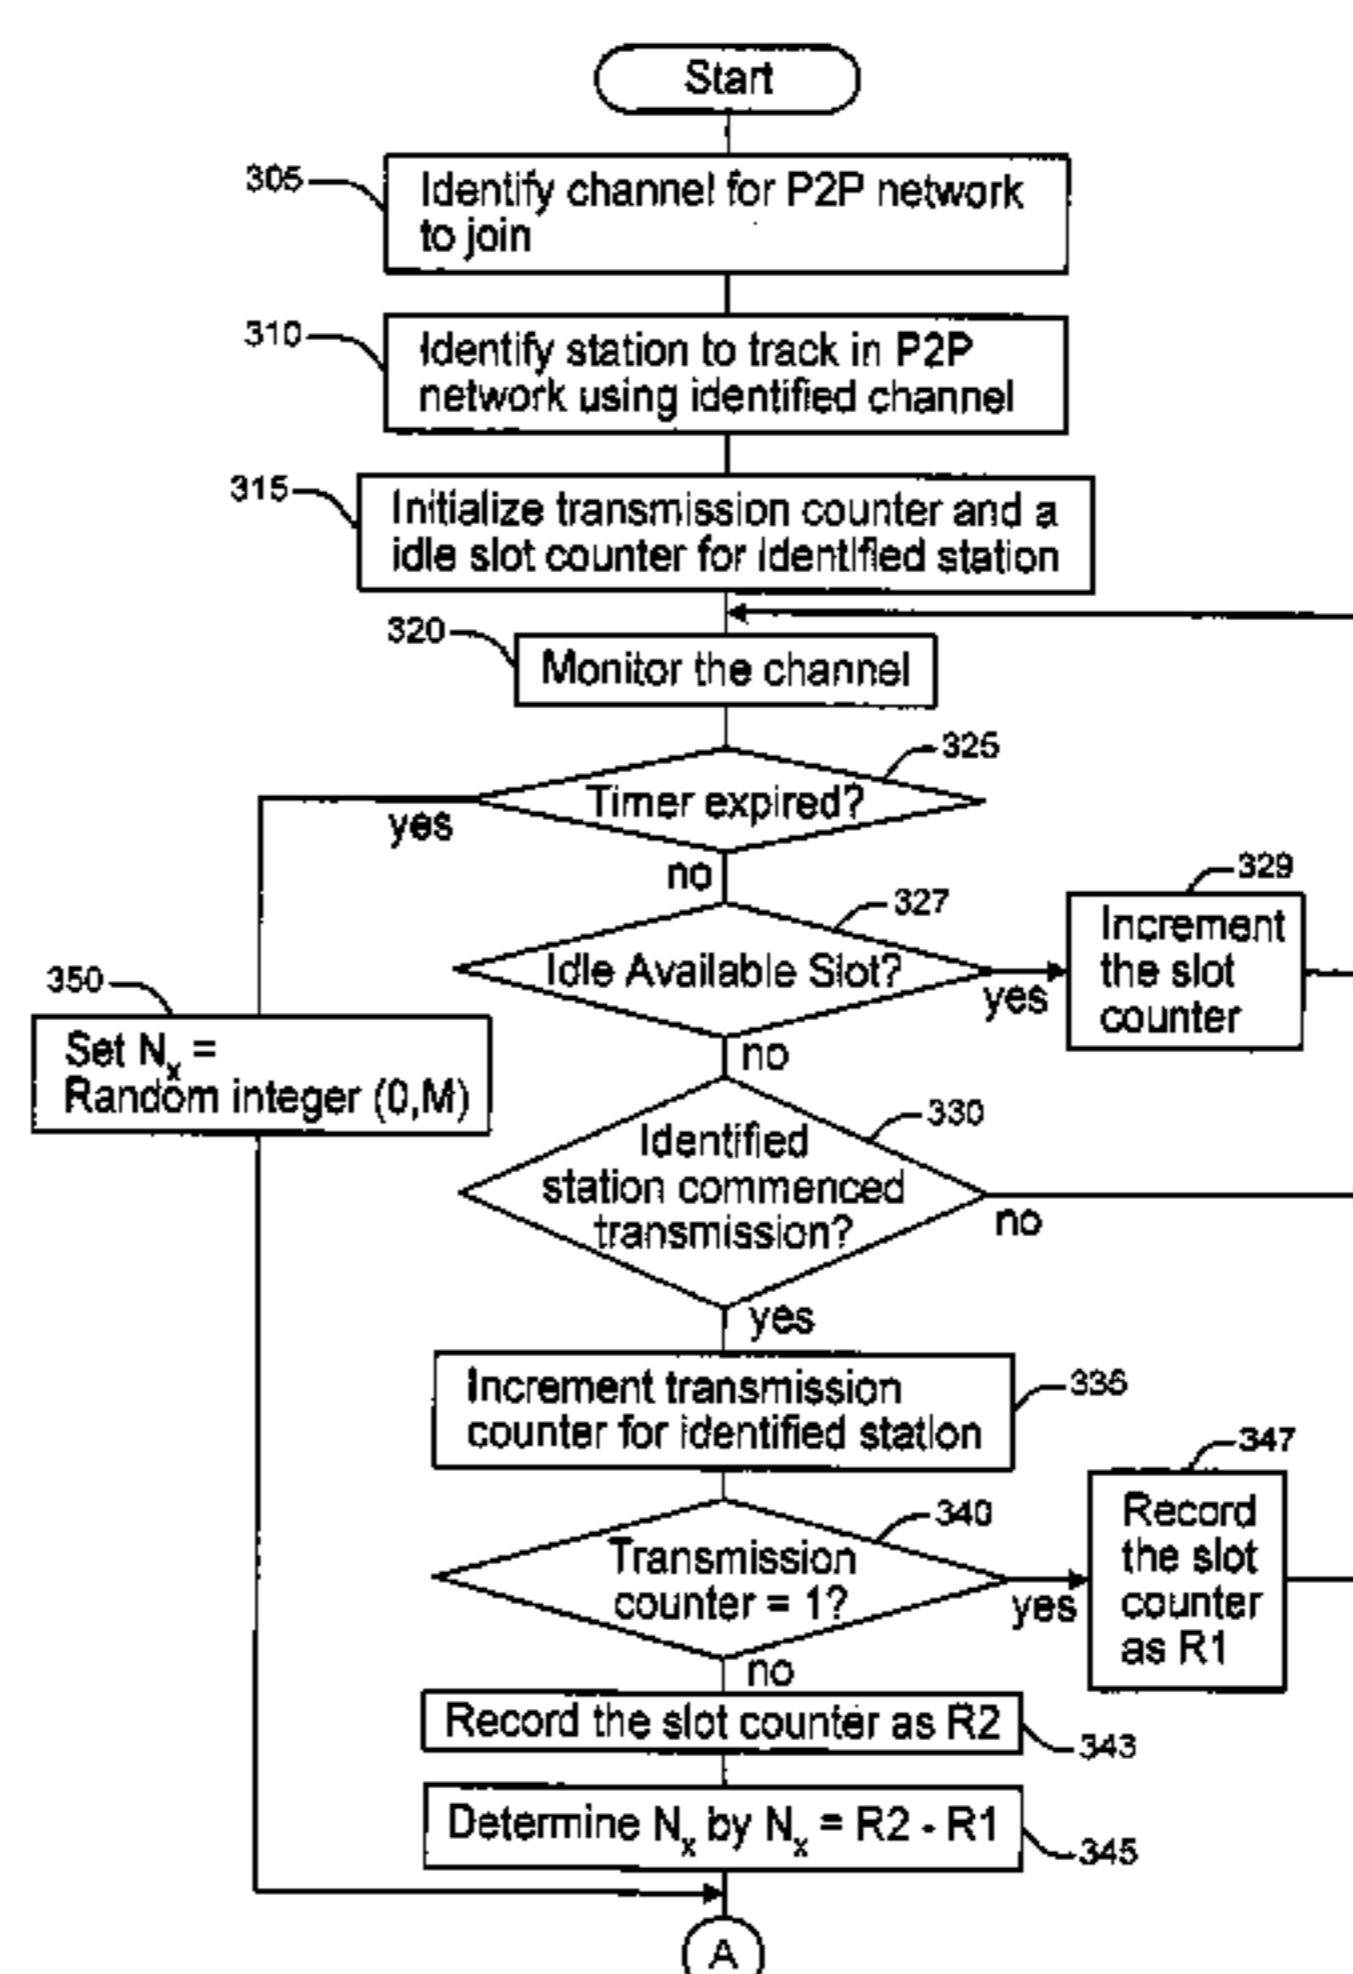 Start
305
Identify channel for P2P network
to join
310
Identify station to track in P2P
network using identified channel
315
Initialize transmission counter and a
idle slot counter for identified station
320
Monitor the channel
325
Timer expired?
yes
no
327
329
Idle Available Slot?
yes
Increment
the slot
counter
350
Set Nx =
Random integer (0,M)
no
330
Identified
station commenced
transmission?
no
yes
Increment transmission
counter for identified station
335
340
347
Transmission
counter = 1?
yes
Record
the slot
counter
as R1
no
Record the slot counter as R2
343
Determine Nx by Nx = R2 - R1
345
A